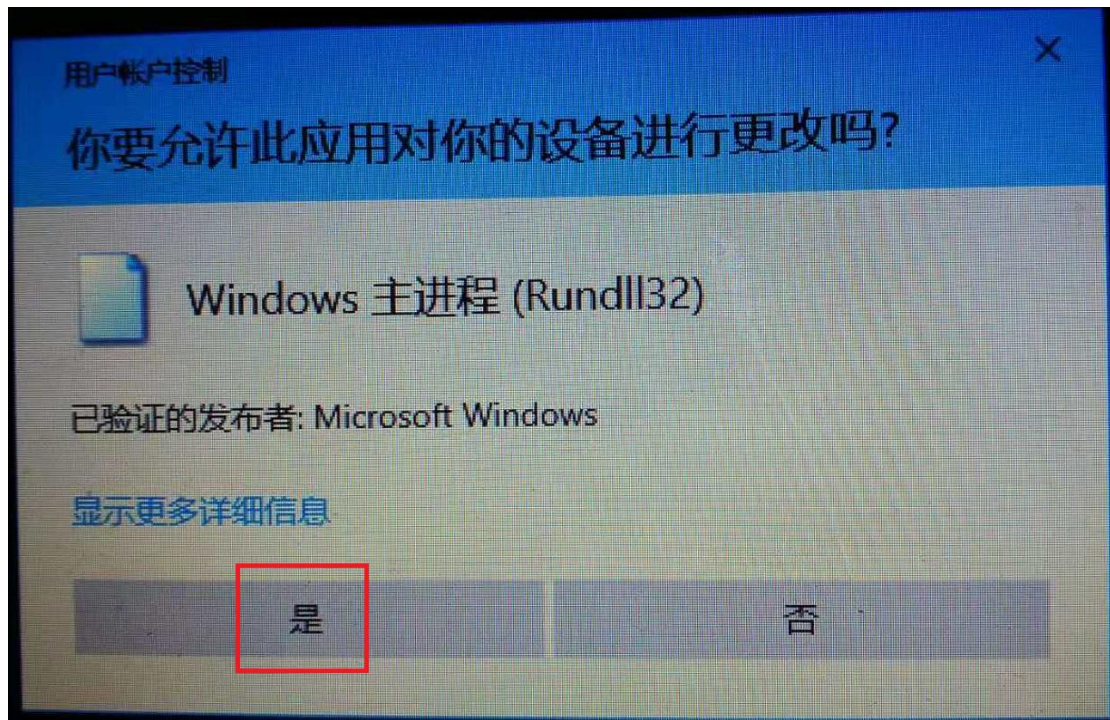 用户帐户控制
你要允许此应用对你的设备进行更改吗?
Windows 主进程 (Rundll32)
已验证的发布者: Microsoft Windows
显示更多详细信息
是
否